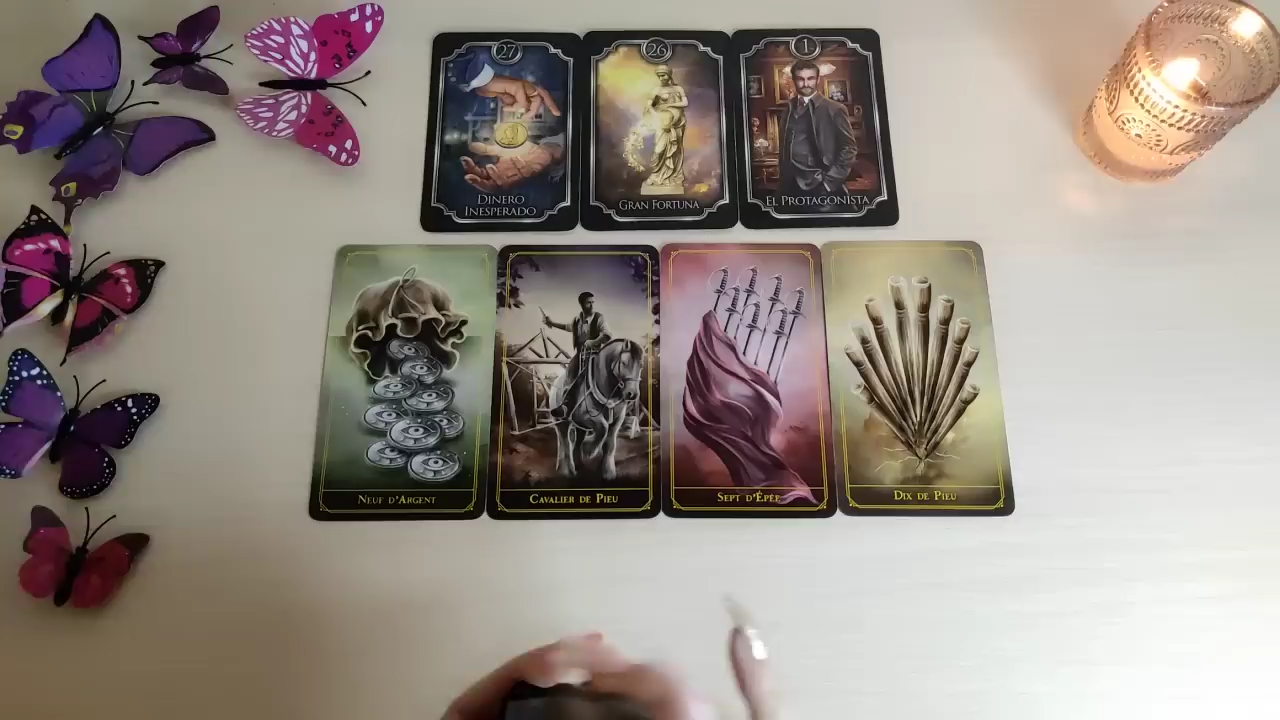 27
DINERO
INESPERADO
26
GRAN FORTUNA
1
EL PROTAGONISTA
NEUF D'ARGENT
CAVALIER DE PIEU
SEPT D'ÉPÉE
DIX DE PIEU